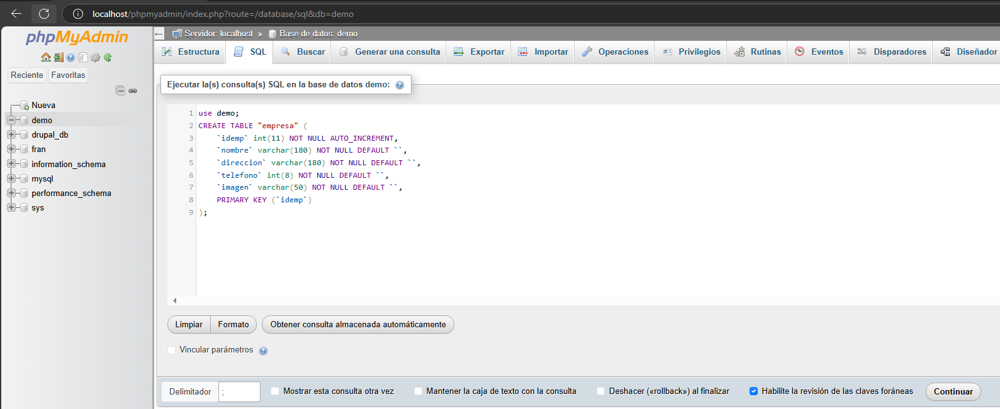 localhost/phpmyadmin/index.php?route=/database/sql&db=demo
phpMyAdmin
Reciente Favoritas
Nueva
demo
drupal_db
fran
information_schema
mysql
performance_schema
sys
Servidor: localhost » Base de datos: demo
Estructura SQL Buscar Generar una consulta Exportar Importar Operaciones Privilegios Rutinas Eventos Disparadores Diseñador
Ejecutar la(s) consulta(s) SQL en la base de datos demo:
1 use demo;
2 CREATE TABLE "empresa" (
3 `idemp` int(11) NOT NULL AUTO_INCREMENT,
4 `nombre` varchar(180) NOT NULL DEFAULT ``,
5 `direccion` varchar(180) NOT NULL DEFAULT ``,
6 `telefono` int(8) NOT NULL DEFAULT ``,
7 `imagen` varchar(50) NOT NULL DEFAULT ``,
8 PRIMARY KEY (`idemp`)
9 );
Limpiar Formato Obtener consulta almacenada automáticamente
Vincular parámetros
Delimitador ; Mostrar esta consulta otra vez Mantener la caja de texto con la consulta Deshacer («rollback») al finalizar Habilite la revisión de las claves foráneas Continuar